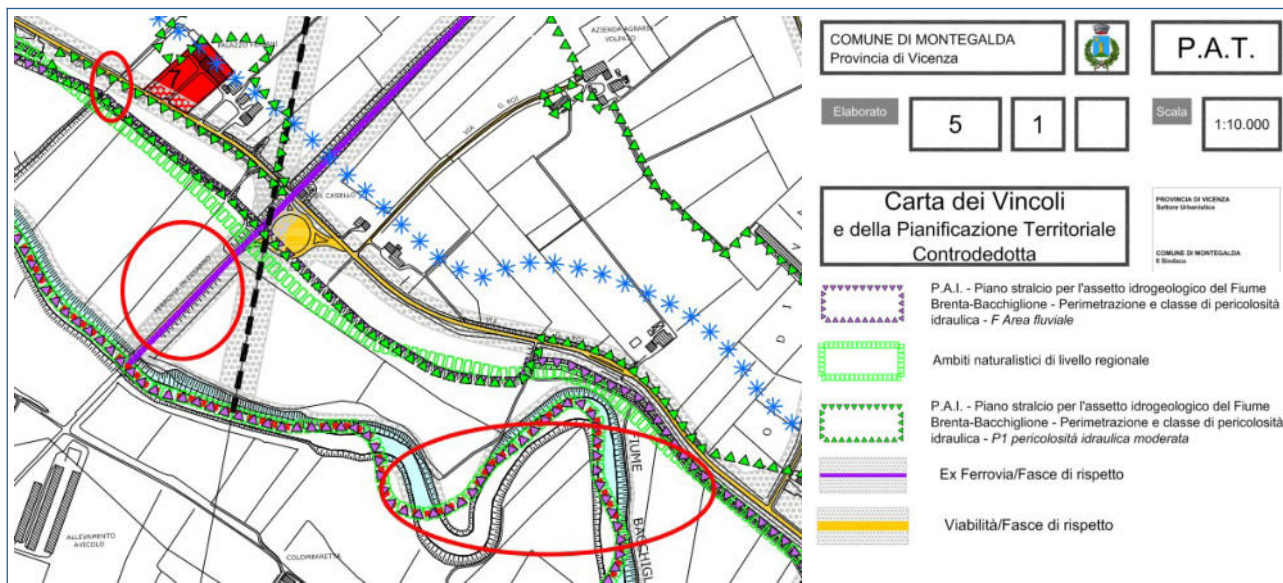 AZIENDA AGRARIA
VOLPATO
VIA G. ROI
FIUME
ALLEVAMENTO
AVICOLO
COLOMBARETTA
COMUNE DI MONTEGALDA
Provincia di Vicenza
P.A.T.
Elaborato
5
1
Scala
1:10.000
Carta dei Vincoli
e della Pianificazione Territoriale
Controdedotta
PROVINCIA DI VICENZA
Settore Urbanistica
COMUNE DI MONTEGALDA
Il Sindaco
P.A.I. - Piano stralcio per l'assetto idrogeologico del Fiume
Brenta-Bacchiglione - Perimetrazione e classe di pericolosità
idraulica - F Area fluviale
Ambiti naturalistici di livello regionale
P.A.I. - Piano stralcio per l'assetto idrogeologico del Fiume
Brenta-Bacchiglione - Perimetrazione e classe di pericolosità
idraulica - P1 pericolosità idraulica moderata
Ex Ferrovia/Fasce di rispetto
Viabilità/Fasce di rispetto